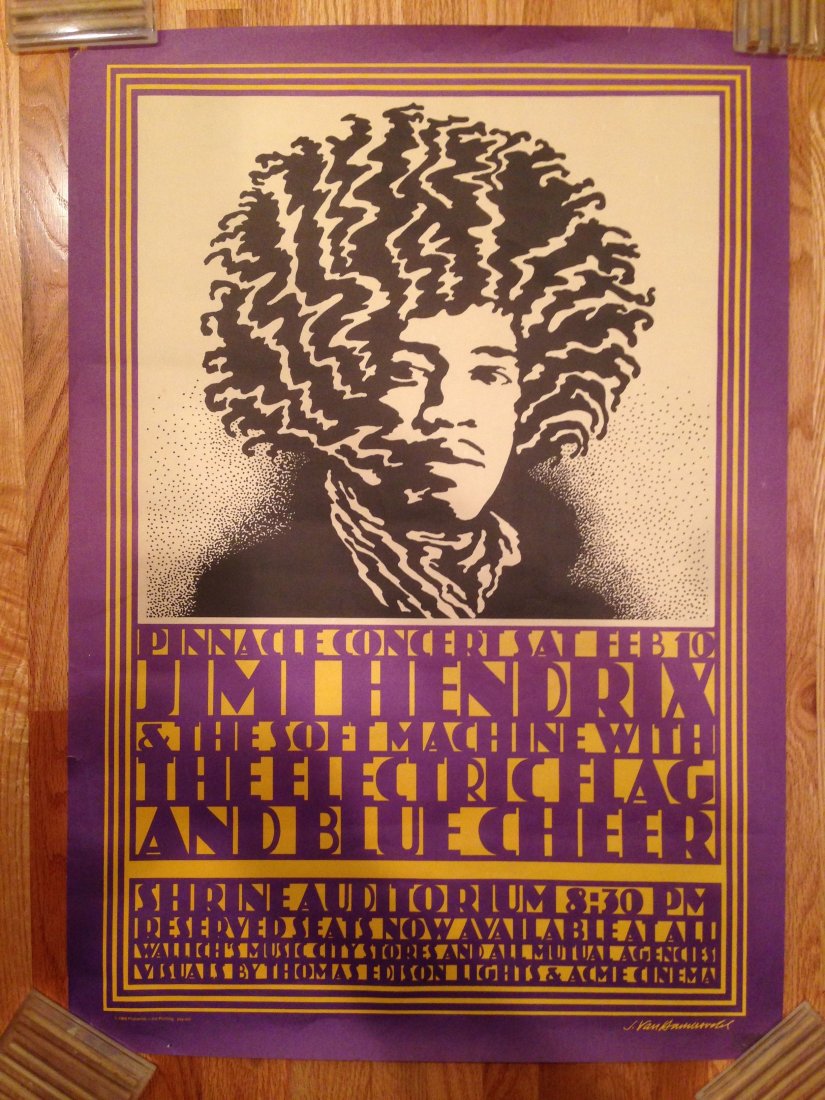 PINNACLE CONCERT SAT FEB 10
JIMI HENDRIX
& THE SOFT MACHINE WITH
THE ELECTRIC FLAG
AND BLUE CHEER
SHRINE AUDITORIUM 8:30 PM
RESERVED SEATS NOW AVAILABLE AT ALL
WALLICH'S MUSIC CITY STORES AND ALL MUTUAL AGENCIES
VISUALS BY THOMAS EDISON LIGHTS & ACME CINEMA
J. Van Hamersveld